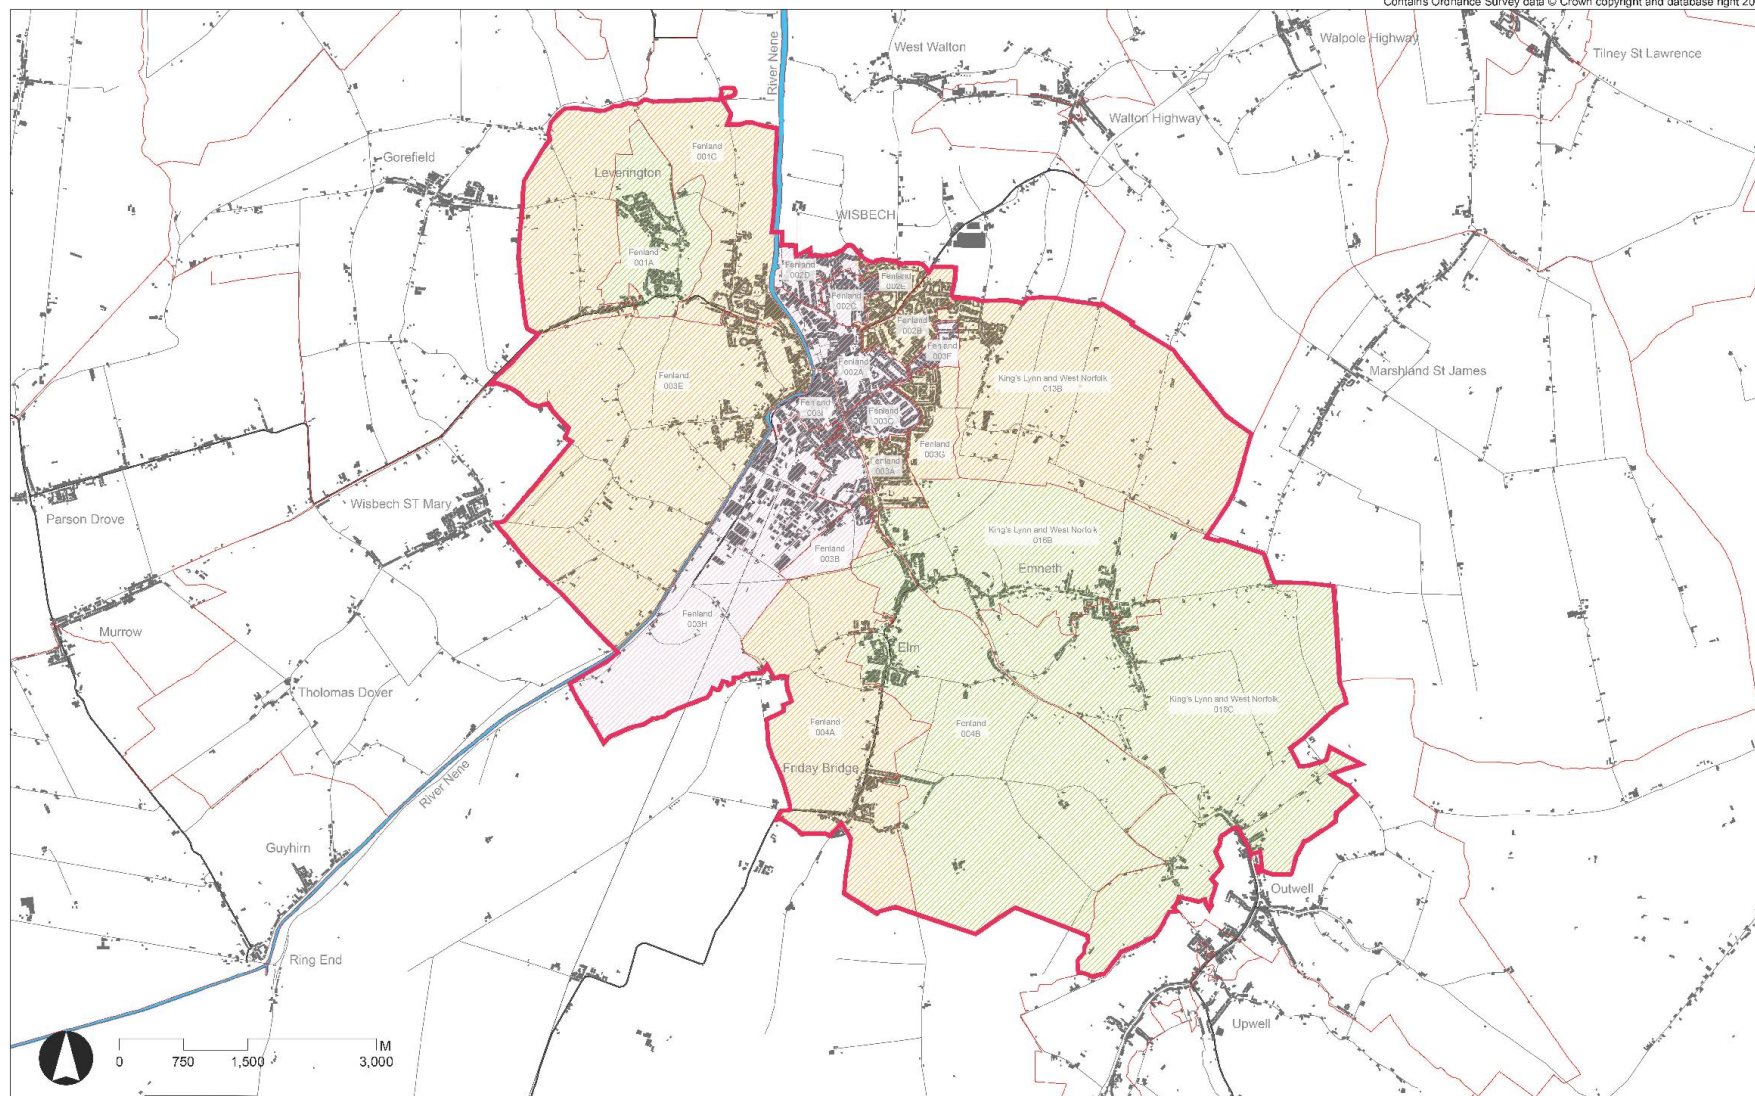 Contains Ordnance Survey data © Crown copyright and database right 20
River Nene
West Walton
Walpole Highway
Tilney St Lawrence
Walton Highway
Gorefield
Fenland
001C
Leverington
WISBECH
Fenland
001A
Fenland
002D
Fenland
002E
Fenland
002C
Fenland
002B
Fenland
003F
Fenland
002A
Fenland
003E
King's Lynn and West Norfolk
013B
Marshland St James
Fenland
003I
Fenland
003C
Fenland
003G
Fenland
003A
Parson Drove
Wisbech ST Mary
King's Lynn and West Norfolk
016B
Fenland
003B
Emneth
Fenland
003H
Murrow
Elm
Tholomas Dover
King's Lynn and West Norfolk
016C
Fenland
004A
Fenland
004B
Friday Bridge
River Nene
Guyhirn
Outwell
Ring End
Upwell
M
0 750 1,500 3,000